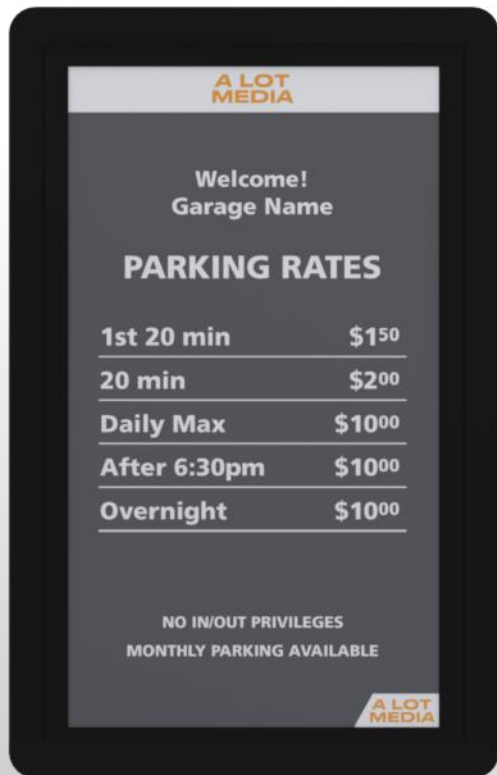 A LOT
MEDIA
Welcome!
Garage Name
PARKING RATES
1st 20 min $150
20 min $200
Daily Max $1000
After 6:30pm $1000
Overnight $1000
NO IN/OUT PRIVILEGES
MONTHLY PARKING AVAILABLE
A LOT
MEDIA